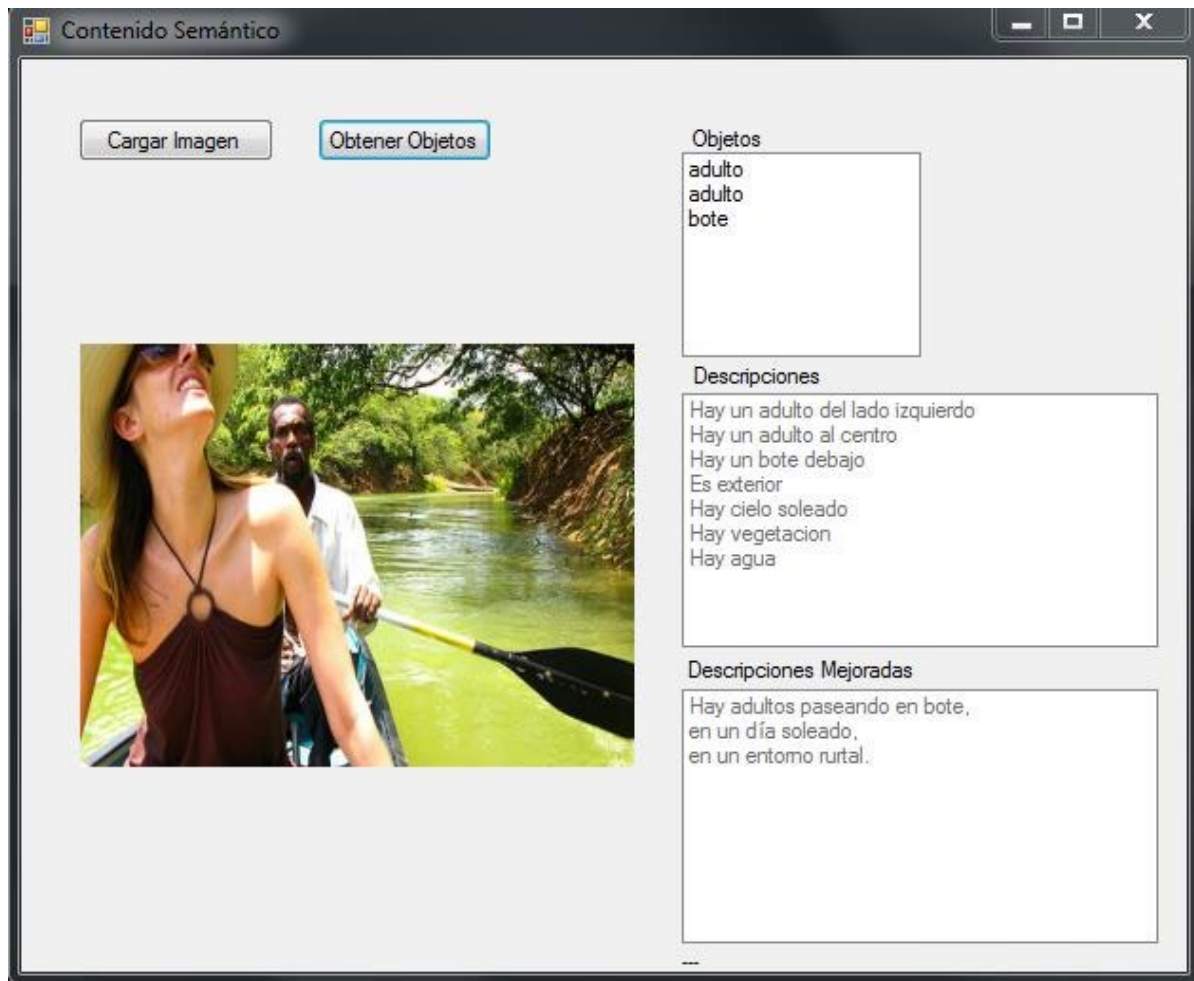 Contenido Semántico
Cargar Imagen
Obtener Objetos
Objetos
adulto
adulto
bote
Descripciones
Hay un adulto del lado izquierdo
Hay un adulto al centro
Hay un bote debajo
Es exterior
Hay cielo soleado
Hay vegetacion
Hay agua
Descripciones Mejoradas
Hay adultos paseando en bote,
en un día soleado,
en un entorno rurtal.
---